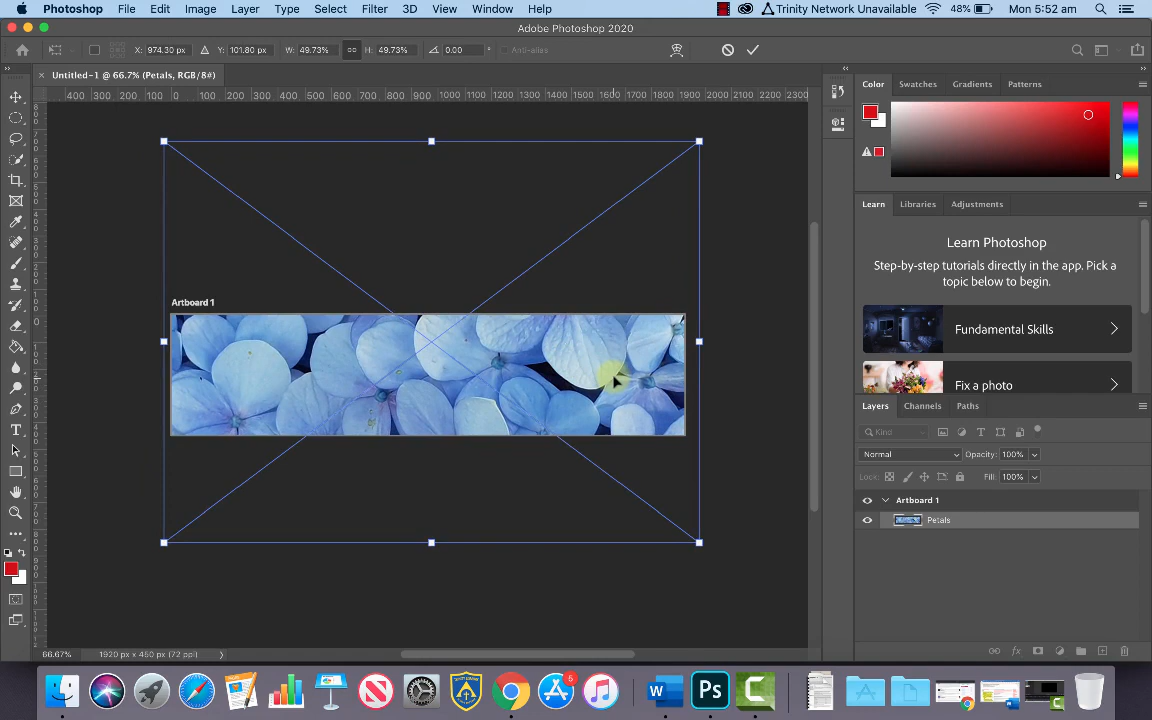 Photoshop File Edit Image Layer Type Select Filter 3D View Window Help Trinity Network Unavailable 48% Mon 5:52 am
Adobe Photoshop 2020
X: 974.30 px Y: 101.80 px W: 49.73% H: 49.73% 0.00 ° Anti-alias
Untitled-1 @ 66.7% (Petals, RGB/8#)
400 300 200 100 0 100 200 300 400 500 600 700 800 900 1000 1100 1200 1300 1400 1500 1600 1700 1800 1900 2000 2100 2200 2300
Color Swatches Gradients Patterns
Learn Libraries Adjustments
Learn Photoshop
Step-by-step tutorials directly in the app. Pick a
topic below to begin.
Artboard 1
Fundamental Skills
Fix a photo
Layers Channels Paths
Kind
Normal Opacity: 100%
Lock: Fill: 100%
Artboard 1
Petals
66.67% 1920 px x 450 px (72 ppi)
6
W Ps C